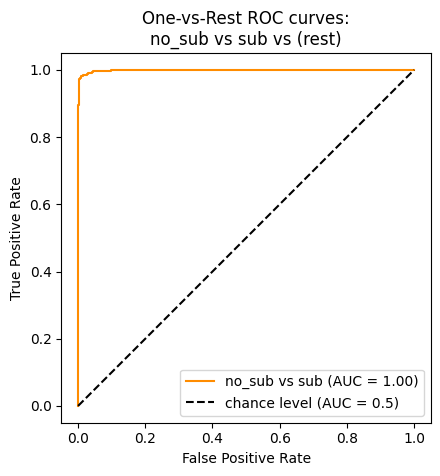 One-vs-Rest ROC curves:
no_sub vs sub vs (rest)
True Positive Rate
1.0
0.8
0.6
0.4
0.2
0.0
no_sub vs sub (AUC = 1.00)
chance level (AUC = 0.5)
0.0 0.2 0.4 0.6 0.8 1.0
False Positive Rate